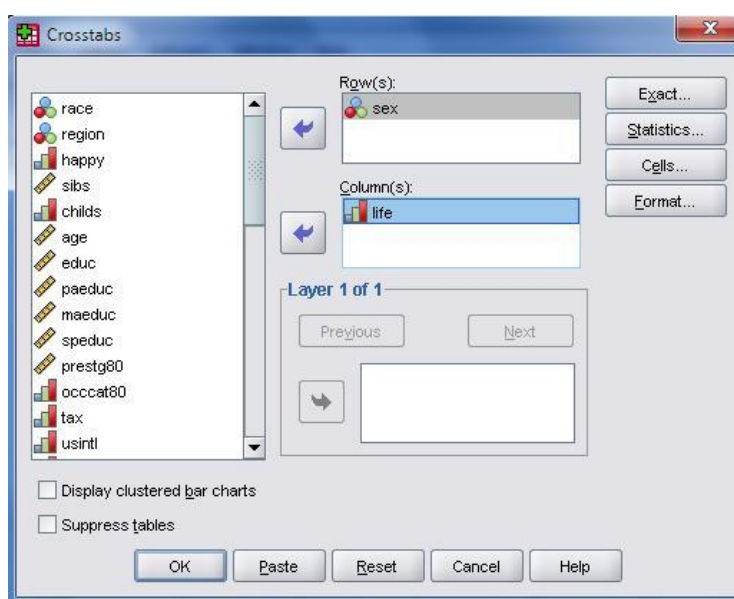 Crosstabs
race
region
happy
sibs
childs
age
educ
paeduc
maeduc
speduc
prestg80
occcat80
tax
usintl
Row(s):
sex
Column(s):
life
Layer 1 of 1
Previous
Next
Exact...
Statistics...
Cells...
Format...
Display clustered bar charts
Suppress tables
OK
Paste
Reset
Cancel
Help